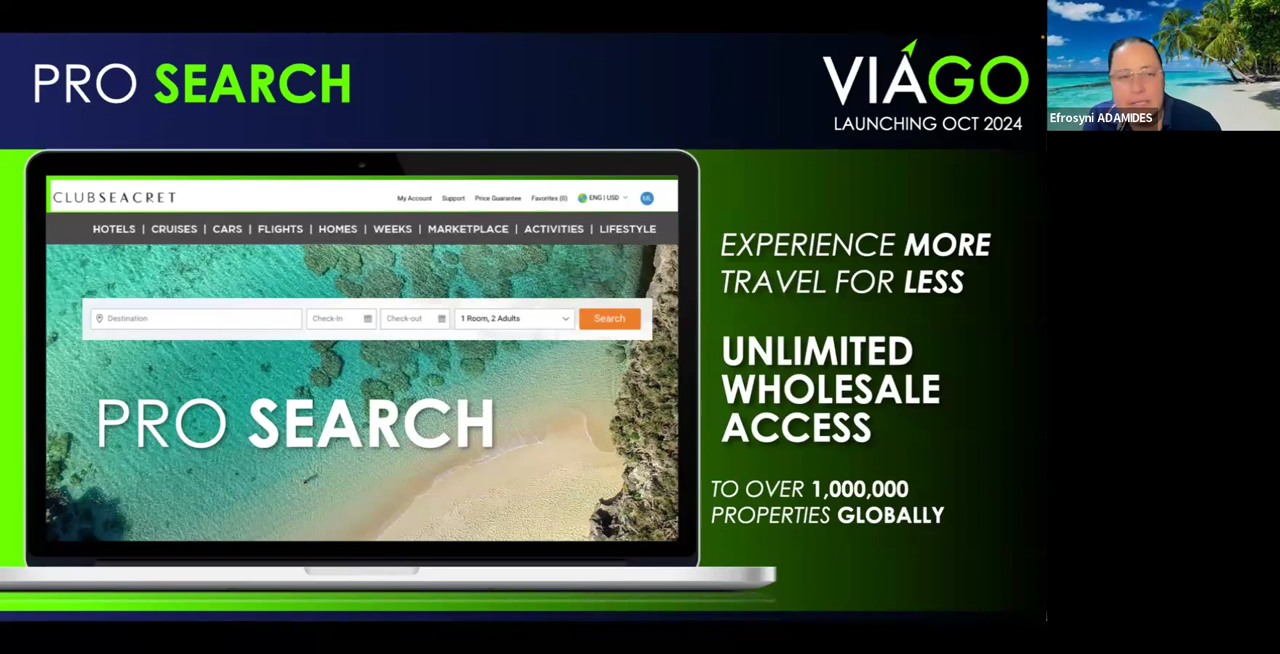 PRO SEARCH
VIAGO
LAUNCHING OCT 2024
Efrosyni ADAMIDES
CLUBSEACRET
My Account Support Price Guarantee Favorites (0) ENG | USD ML
HOTELS | CRUISES | CARS | FLIGHTS | HOMES | WEEKS | MARKETPLACE | ACTIVITIES | LIFESTYLE
Destination Check-In Check-out 1 Room, 2 Adults Search
PRO SEARCH
EXPERIENCE MORE
TRAVEL FOR LESS
UNLIMITED
WHOLESALE
ACCESS
TO OVER 1,000,000
PROPERTIES GLOBALLY